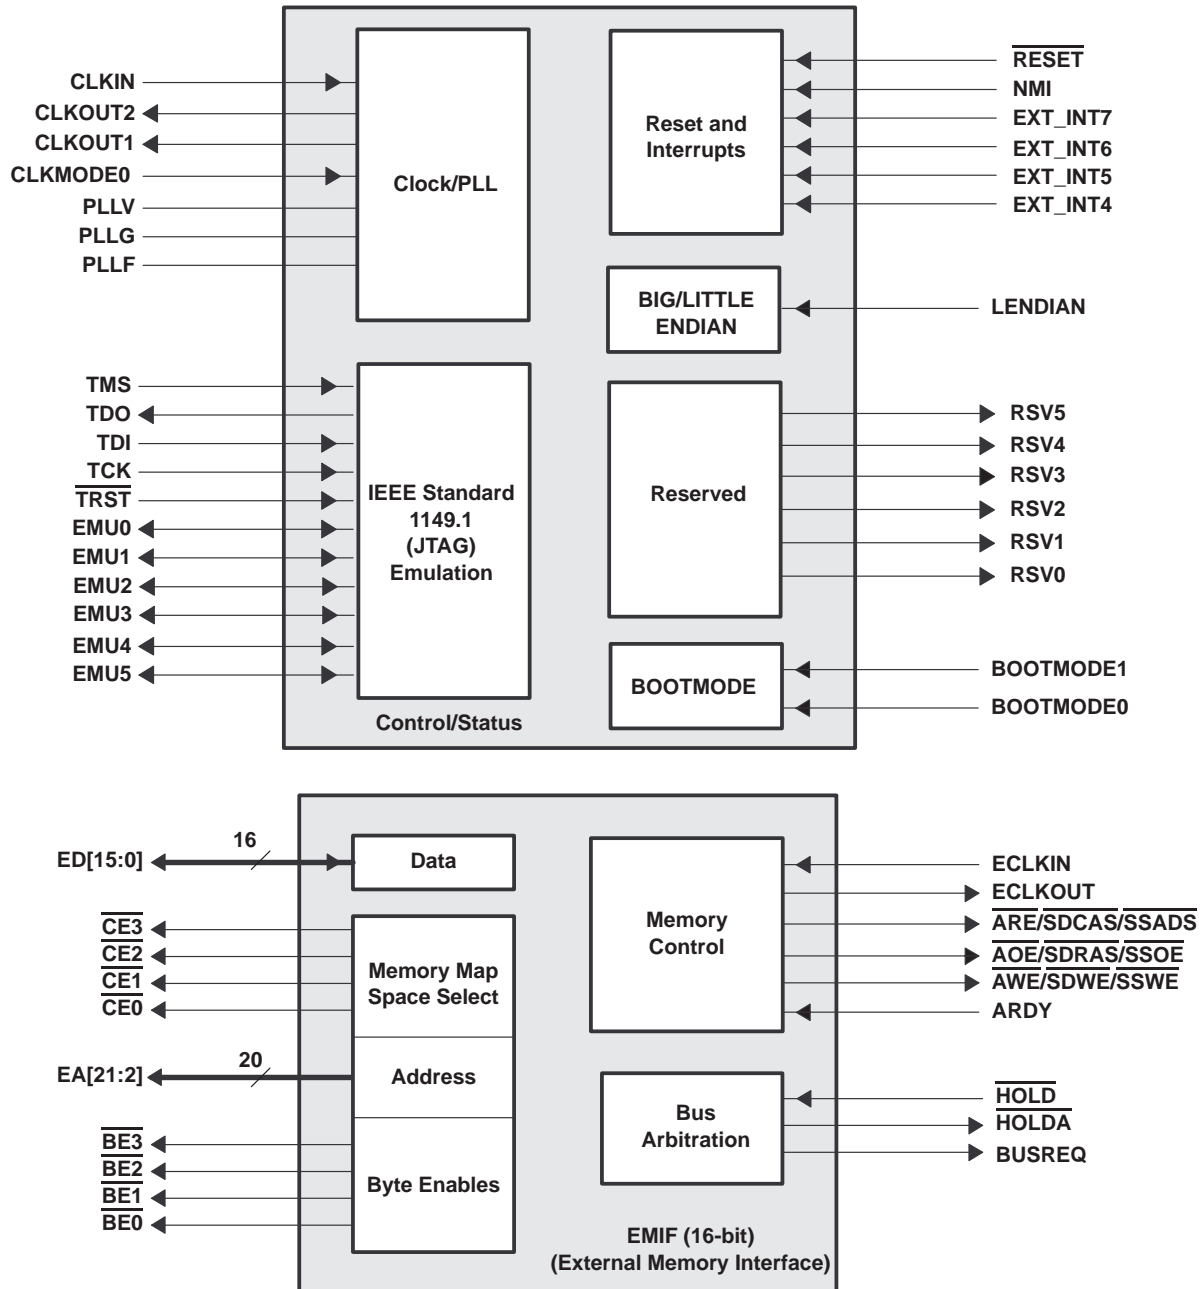 CLKIN
CLKOUT2
CLKOUT1
CLKMODE0
PLLV
PLLG
PLLF
Clock/PLL
Reset and
Interrupts
RESET
NMI
EXT_INT7
EXT_INT6
EXT_INT5
EXT_INT4
BIG/LITTLE
ENDIAN
LENDIAN
TMS
TDO
TDI
TCK
TRST
EMU0
EMU1
EMU2
EMU3
EMU4
EMU5
IEEE Standard
1149.1
(JTAG)
Emulation
Reserved
RSV5
RSV4
RSV3
RSV2
RSV1
RSV0
BOOTMODE
BOOTMODE1
BOOTMODE0
Control/Status
ED[15:0]
16
Data
CE3
CE2
CE1
CE0
Memory Map
Space Select
EA[21:2]
20
Address
BE3
BE2
BE1
BE0
Byte Enables
Memory
Control
ECLKIN
ECLKOUT
ARE/SDCAS/SSADS
AOE/SDRAS/SSOE
AWE/SDWE/SSWE
ARDY
Bus
Arbitration
HOLD
HOLDA
BUSREQ
EMIF (16-bit)
(External Memory Interface)